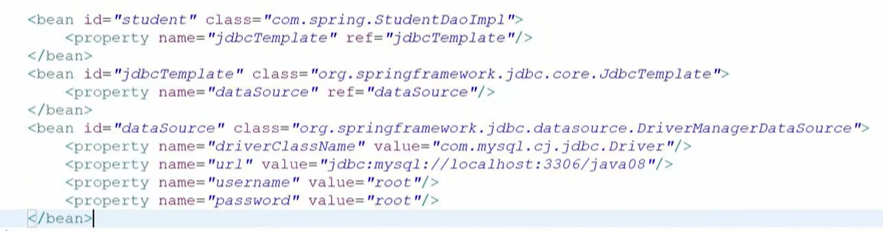 <bean id="student" class="com.spring.StudentDaoImpl">
<property name="jdbcTemplate" ref="jdbcTemplate"/>
</bean>
<bean id="jdbcTemplate" class="org.springframework.jdbc.core.JdbcTemplate">
<property name="dataSource" ref="dataSource"/>
</bean>
<bean id="dataSource" class="org.springframework.jdbc.datasource.DriverManagerDataSource">
<property name="driverClassName" value="com.mysql.cj.jdbc.Driver"/>
<property name="url" value="jdbc:mysql://localhost:3306/java08"/>
<property name="username" value="root"/>
<property name="password" value="root"/>
</bean>